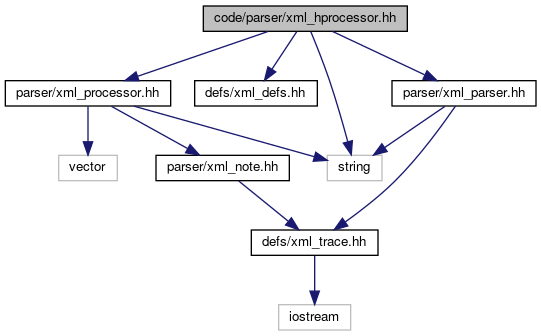 code/parser/xml_hprocessor.hh
parser/xml_processor.hh
defs/xml_defs.hh
parser/xml_parser.hh
vector
parser/xml_note.hh
string
defs/xml_trace.hh
iostream